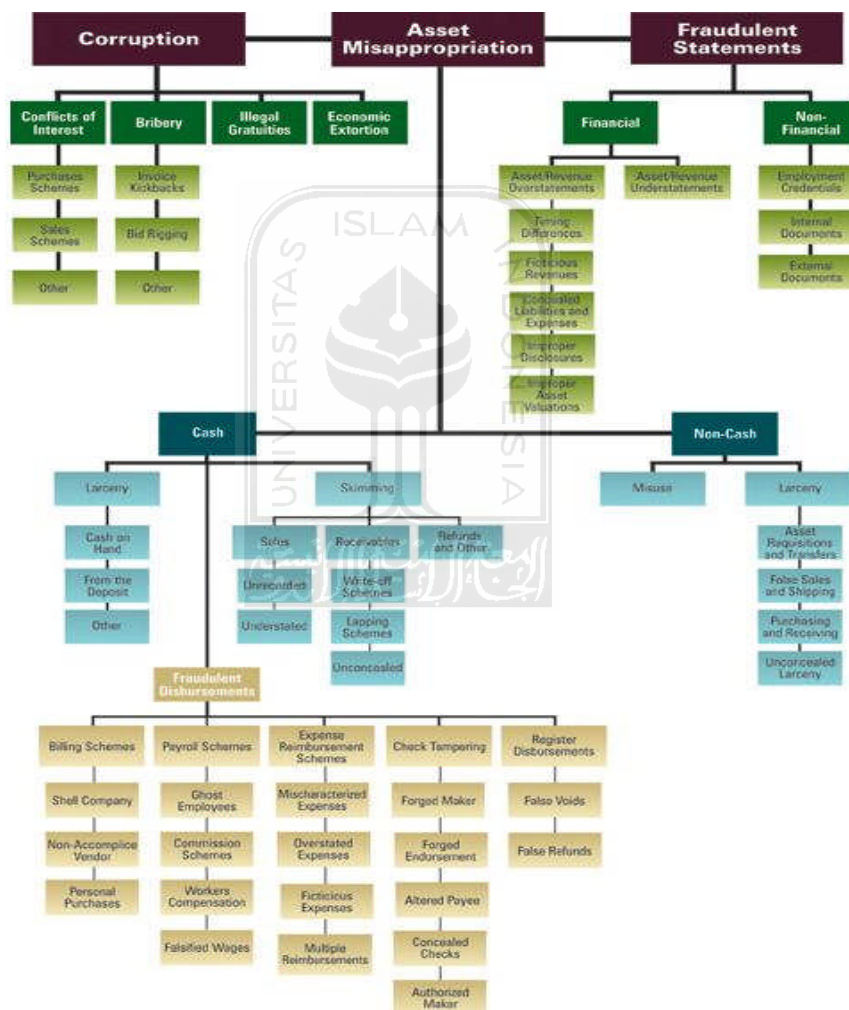 Corruption
Asset
Misappropriation
Fraudulent
Statements
Conflicts of
Interest
Bribery
Illegal
Gratuities
Economic
Extortion
Financial
Non-
Financial
Purchases
Schemes
Invoice
Kickbacks
Asset/Revenue
Overstatements
Asset/Revenue
Understatements
Employment
Credentials
Sales
Schemes
Bid Rigging
Timing
Differences
Internal
Documents
Other
Other
Ficticious
Revenues
External
Documents
Concealed
Liabilities and
Expenses
Improper
Disclosures
Improper
Asset
Valuations
UNIVERSITAS
ISLAM
INDONESIA
Cash
Non-Cash
Larceny
Skimming
Misuse
Larceny
Cash on
Hand
Sales
Receivables
Refunds
and Other
Asset
Requisitions
and Transfers
From the
Deposit
Unrecorded
Write-off
Schemes
False Sales
and Shipping
Other
Understated
Lapping
Schemes
Purchasing
and Receiving
Unconcealed
Unconcealed
Larceny
Fraudulent
Disbursements
Billing Schemes
Payroll Schemes
Expense
Reimbursement
Schemes
Check Tampering
Register
Disbursements
Shell Company
Ghost
Employees
Mischaracterized
Expenses
Forged Maker
False Voids
Non-Accomplice
Vendor
Commission
Schemes
Overstated
Expenses
Forged
Endorsement
False Refunds
Personal
Purchases
Workers
Compensation
Ficticious
Expenses
Altered Payee
Falsified Wages
Multiple
Reimbursements
Concealed
Checks
Authorized
Maker